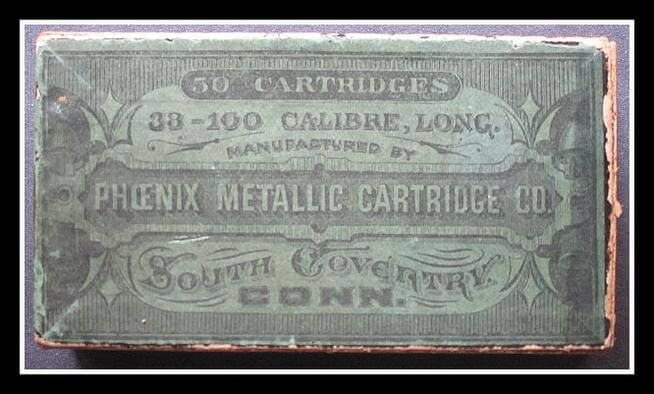 50 CARTRIDGES
38-100 CALIBRE, LONG.
MANUFACTURED BY
PHŒNIX METALLIC CARTRIDGE CO.
SOUTH COVENTRY.
CONN.